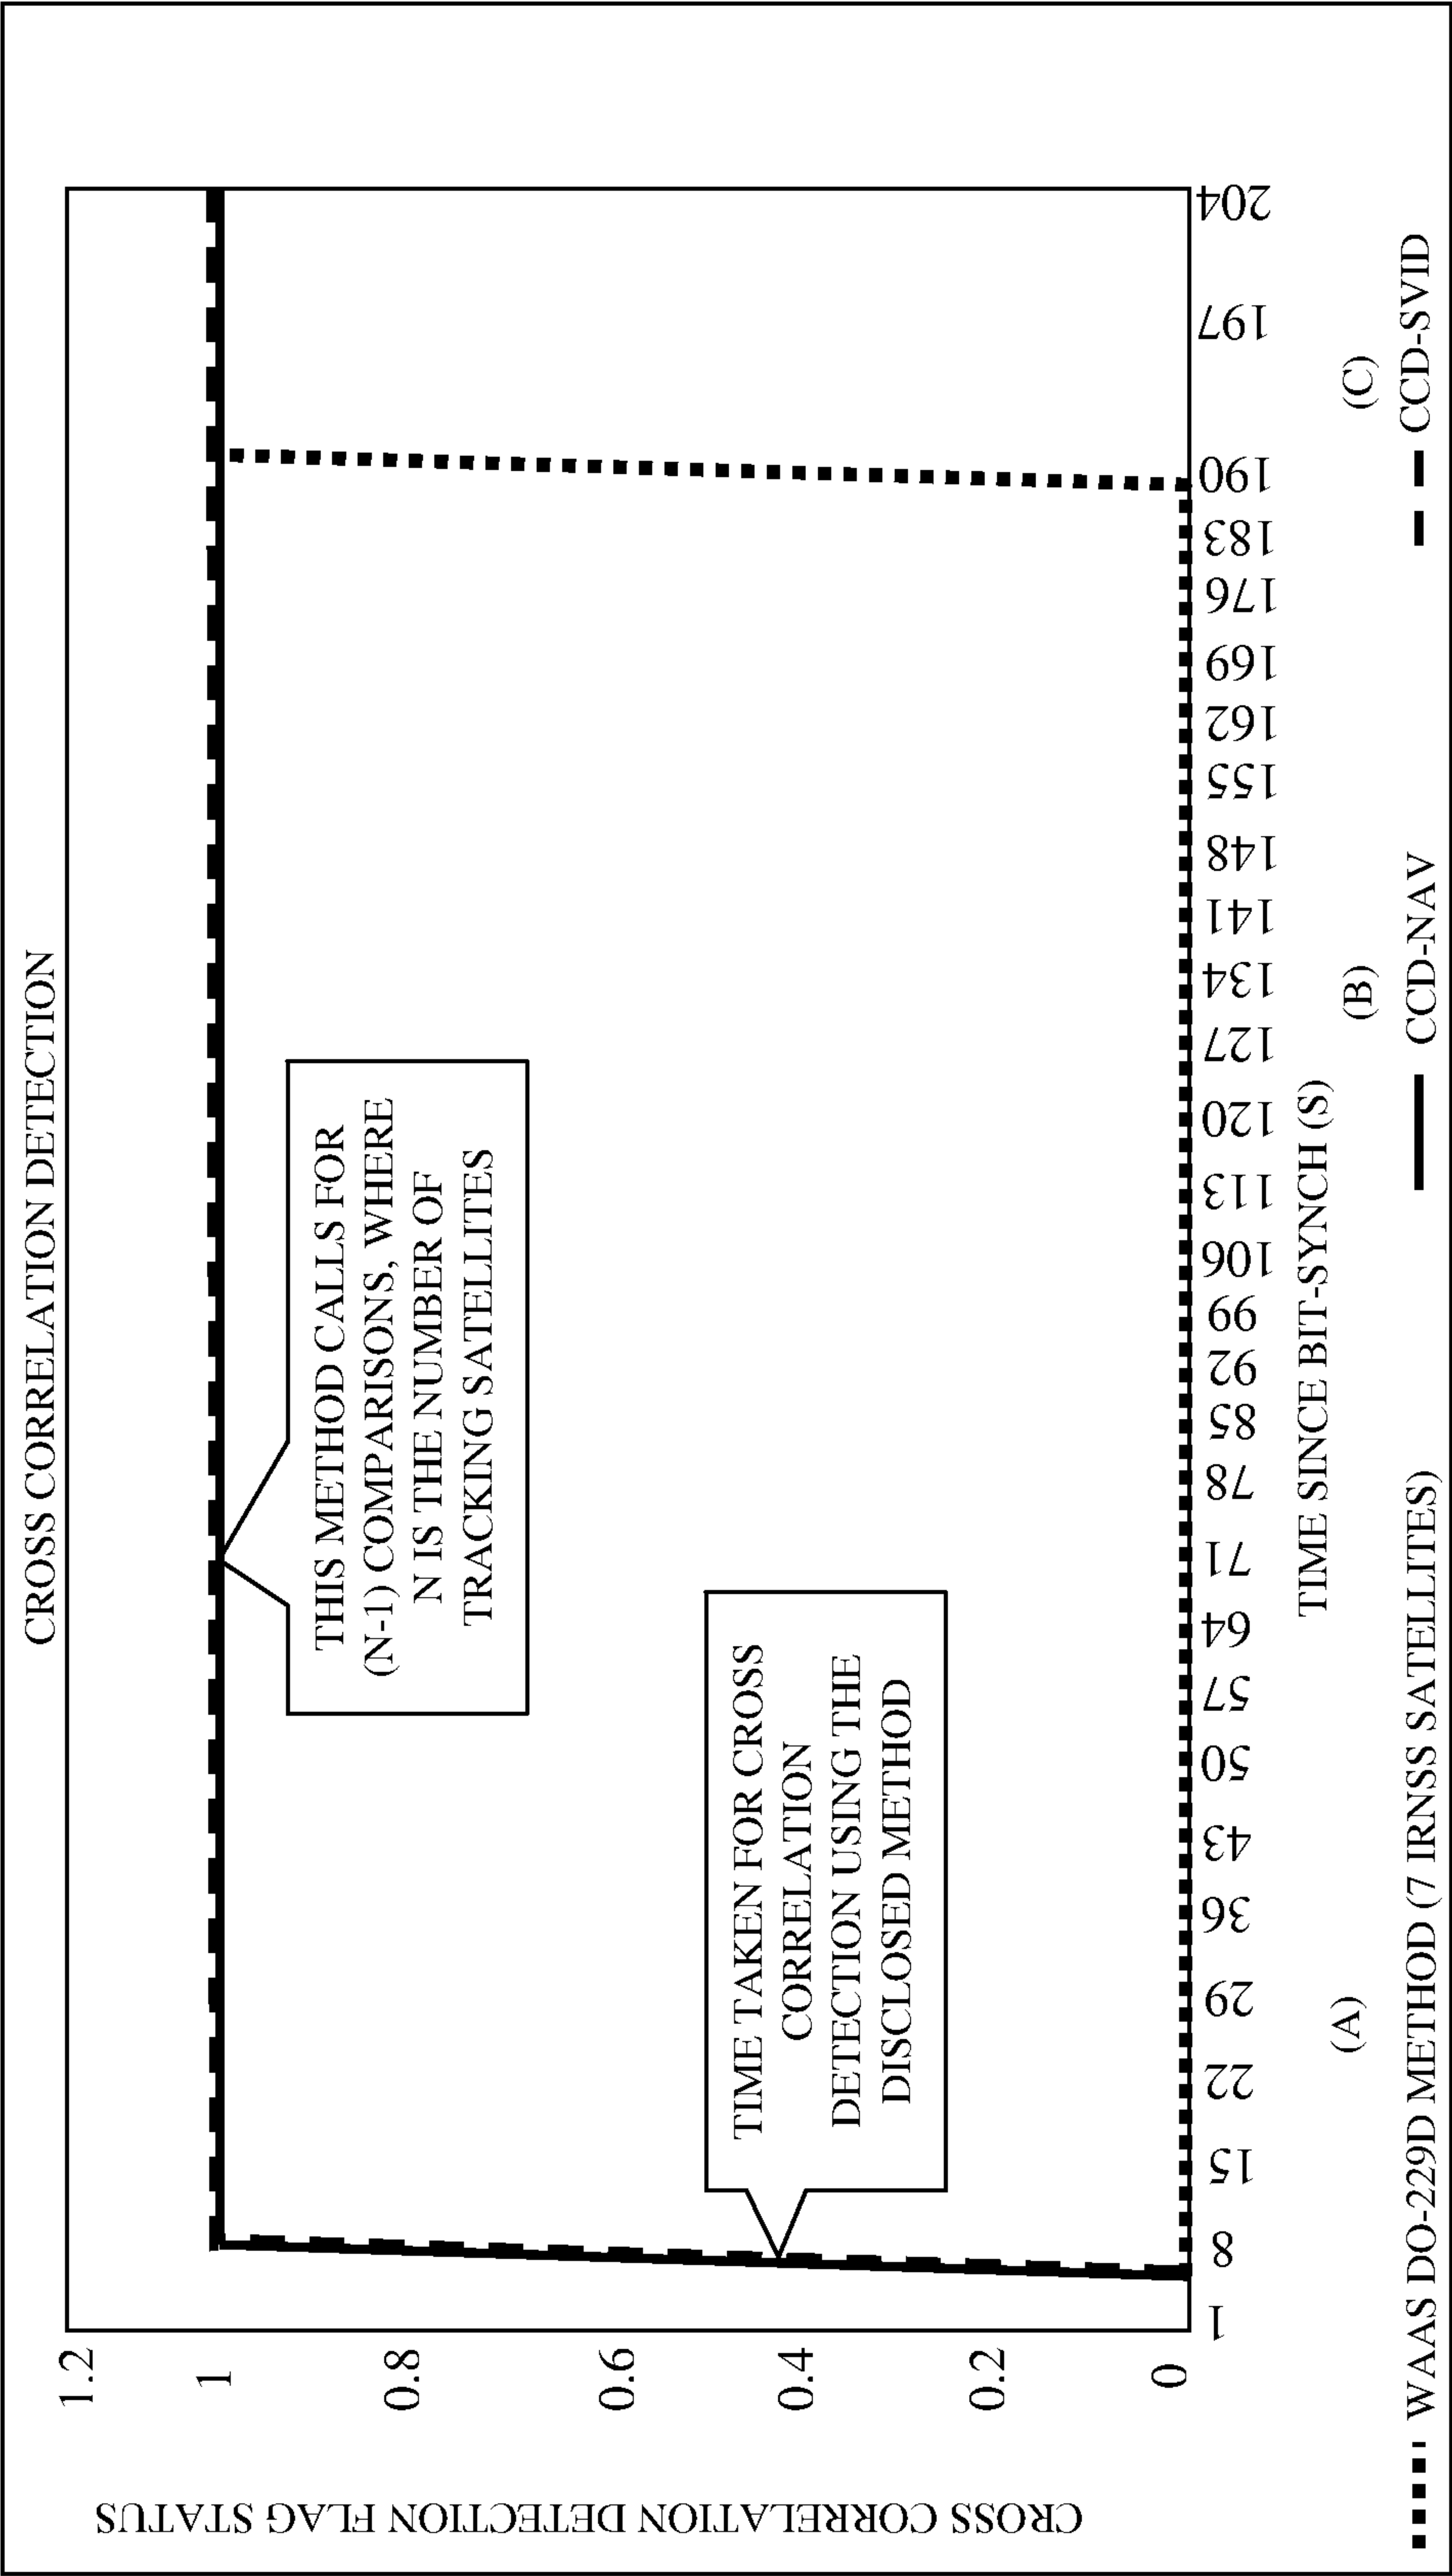 CROSS CORRELATION DETECTION
CROSS CORRELATION DETECTION FLAG STATUS
1.2
1
0.8
0.6
0.4
0.2
0
THIS METHOD CALLS FOR
(N-1) COMPARISONS, WHERE
N IS THE NUMBER OF
TRACKING SATELLITES
TIME TAKEN FOR CROSS
CORRELATION
DETECTION USING THE
DISCLOSED METHOD
1 8 15 22 29 36 43 50 57 64 71 78 85 92 99 106 113 120 127 134 141 148 155 162 169 176 183 190 197 204
TIME SINCE BIT-SYNCH (S)
(A) (B) (C)
WAAS DO-229D METHOD (7 IRNSS SATELLITES) CCD-NAV CCD-SVID